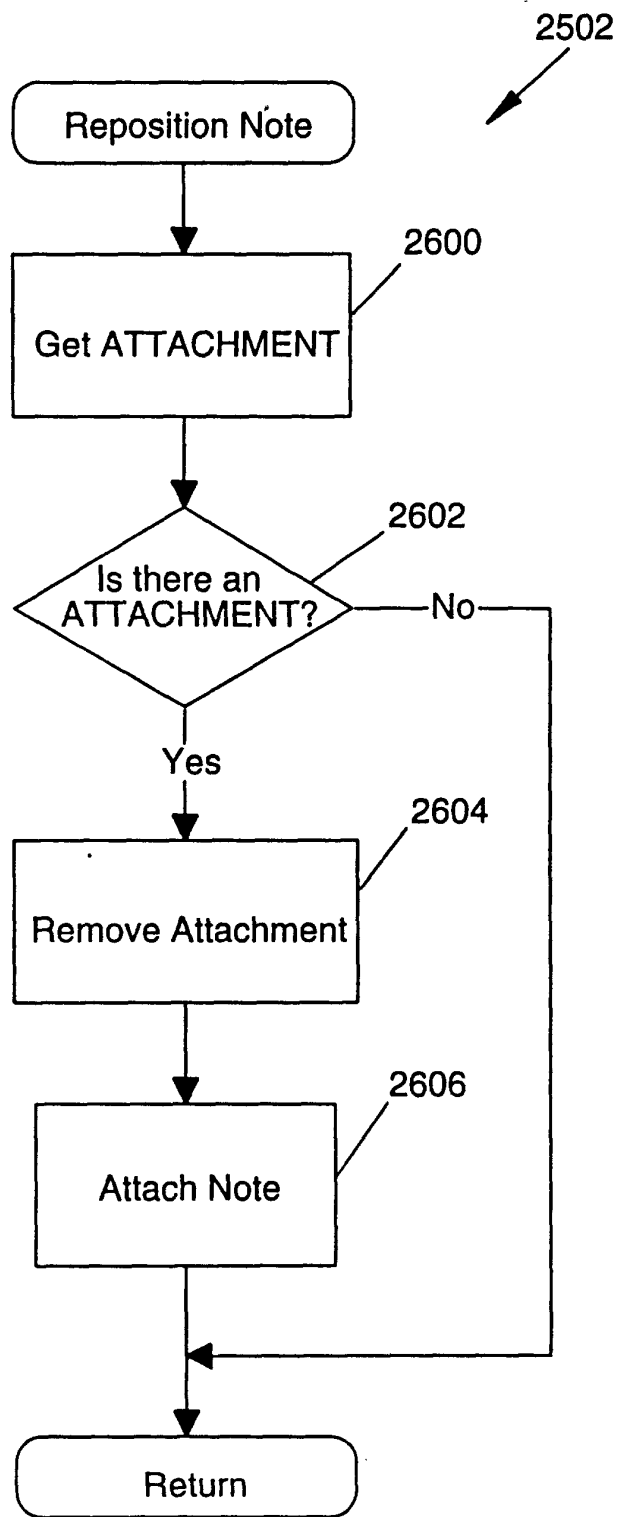 2502
Reposition Note
2600
Get ATTACHMENT
2602
Is there an
ATTACHMENT?
No
Yes
2604
Remove Attachment
2606
Attach Note
Return